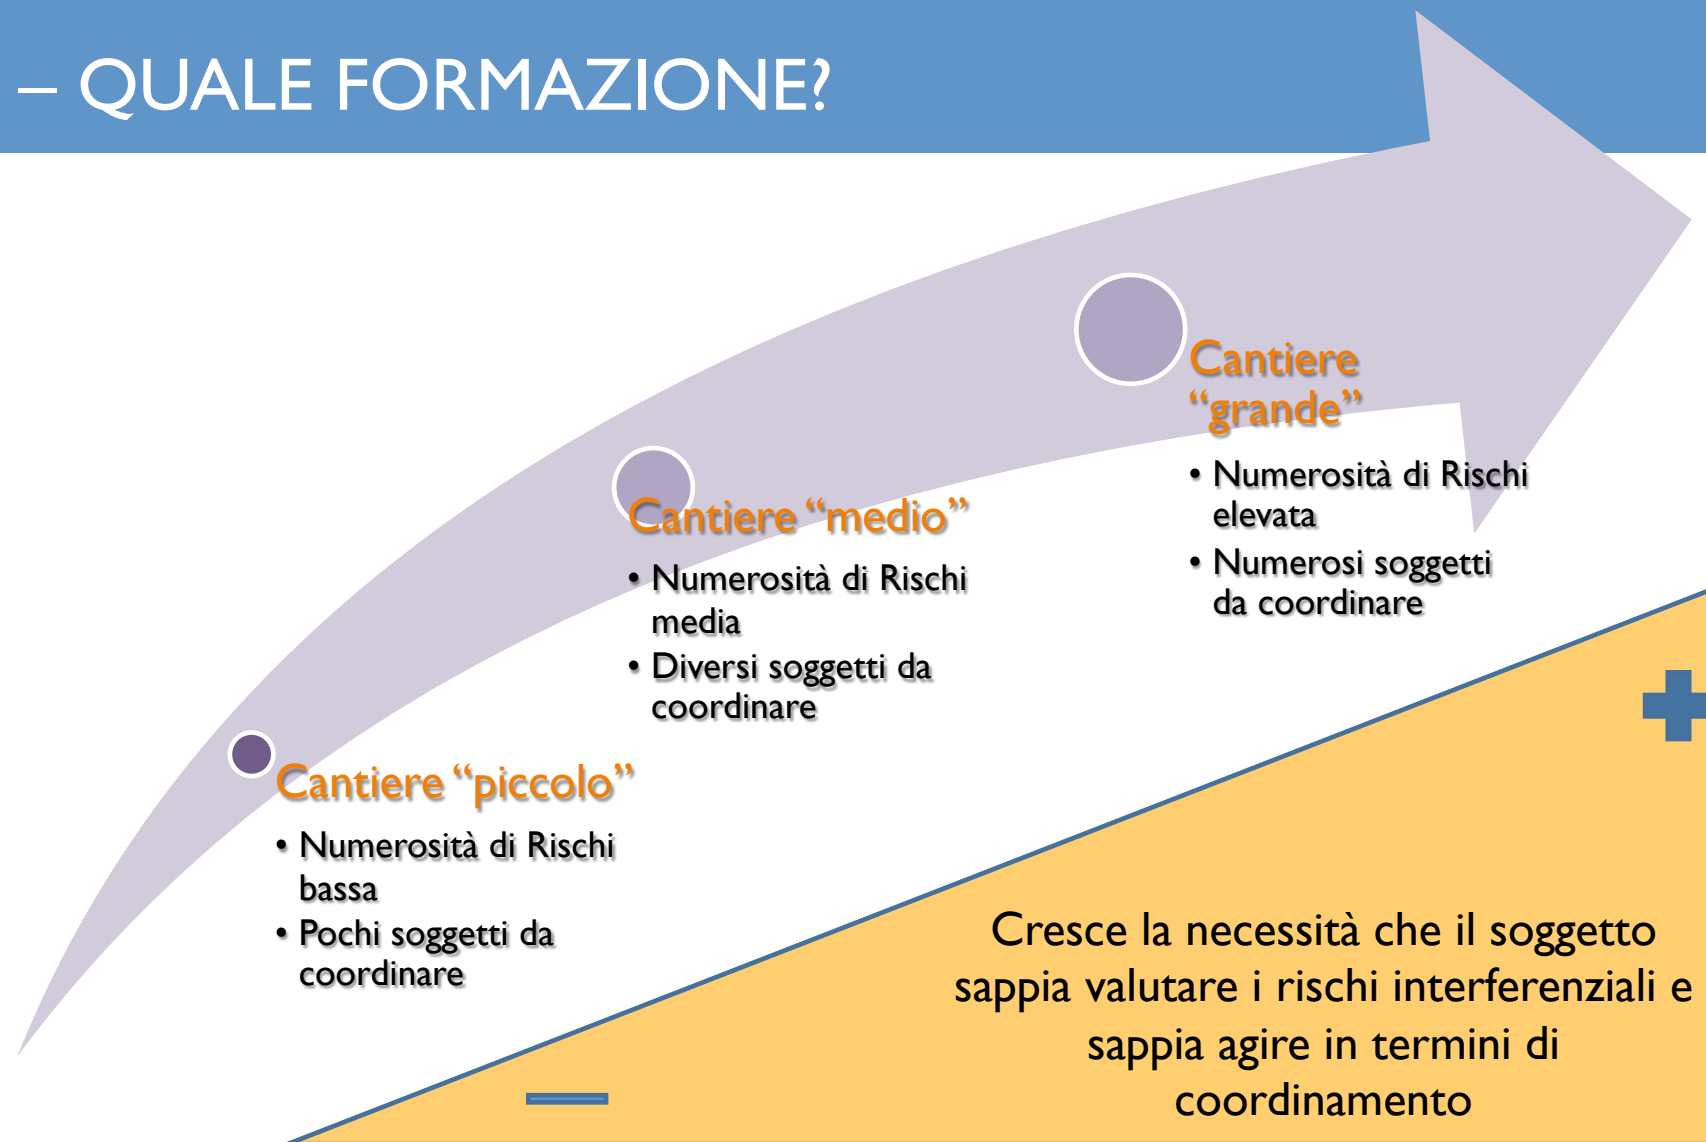 – QUALE FORMAZIONE?
Cantiere
“grande”
• Numerosità di Rischi
elevata
• Numerosi soggetti
da coordinare
Cantiere “medio”
• Numerosità di Rischi
media
• Diversi soggetti da
coordinare
Cantiere “piccolo”
• Numerosità di Rischi
bassa
• Pochi soggetti da
coordinare
Cresce la necessità che il soggetto
sappia valutare i rischi interferenziali e
sappia agire in termini di
coordinamento